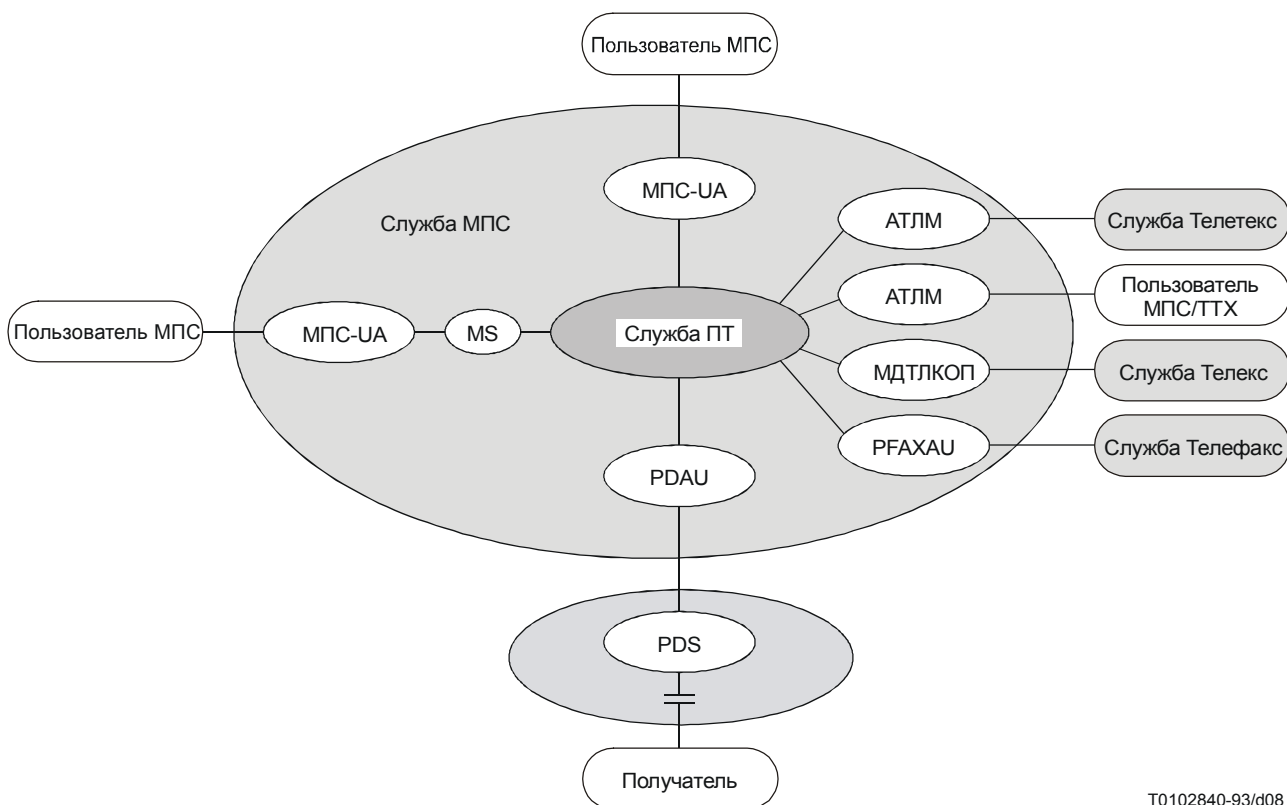 Пользователь МПС
МПС-UA
Служба МПС
АТЛМ
Служба Телетекс
АТЛМ
Пользователь
МПС/ТТХ
Пользователь МПС
МПС-UA
MS
Служба ПТ
МДТЛКОП
Служба Телекс
PFAXAU
Служба Телефакс
PDAU
PDS
Получатель
T0102840-93/d08